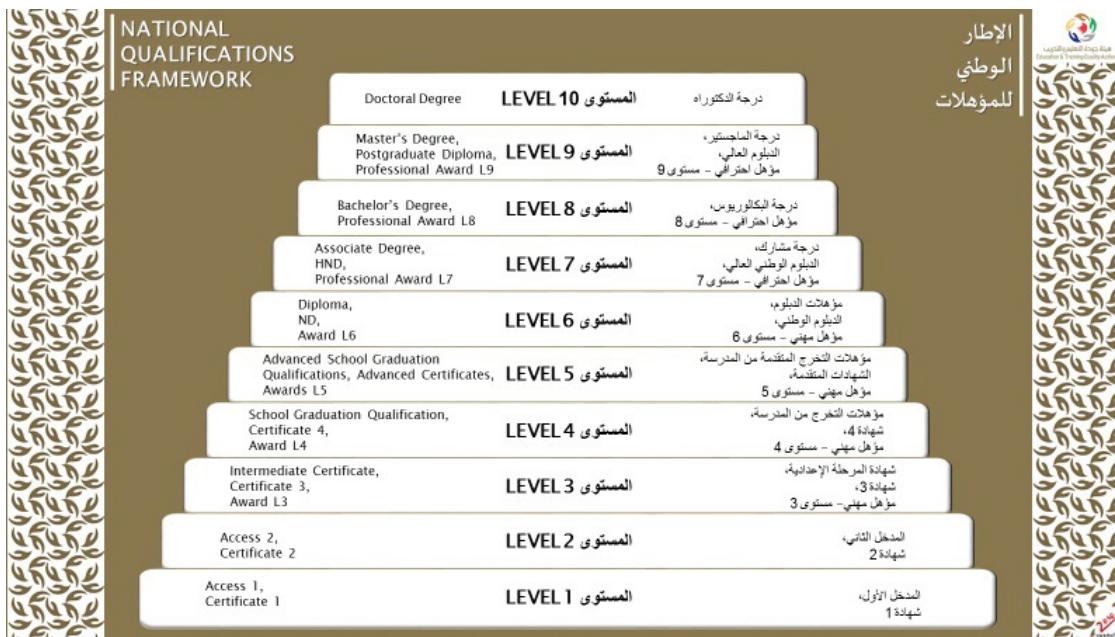 NATIONAL
QUALIFICATIONS
FRAMEWORK
الإطار
الوطني
للمؤهلات
هيئة جودة التعليم والتدريب
Education & Training Quality Authority
Doctoral Degree
LEVEL 10 المستوى
درجة الدكتوراه
Master's Degree,
Postgraduate Diploma,
Professional Award L9
LEVEL 9 المستوى
درجة الماجستير،
الدبلوم العالي،
مؤهل احترافي – مستوى 9
Bachelor's Degree,
Professional Award L8
LEVEL 8 المستوى
درجة البكالوريوس،
مؤهل احترافي – مستوى 8
Associate Degree,
HND,
Professional Award L7
LEVEL 7 المستوى
درجة مشارك،
الدبلوم الوطني العالي،
مؤهل احترافي – مستوى 7
Diploma,
ND,
Award L6
LEVEL 6 المستوى
مؤهلات الدبلوم،
الدبلوم الوطني،
مؤهل مهني – مستوى 6
Advanced School Graduation
Qualifications, Advanced Certificates,
Awards L5
LEVEL 5 المستوى
مؤهلات التخرج المتقدمة من المدرسة،
الشهادات المتقدمة،
مؤهل مهني – مستوى 5
School Graduation Qualification,
Certificate 4,
Award L4
LEVEL 4 المستوى
مؤهلات التخرج من المدرسة،
شهادة 4،
مؤهل مهني – مستوى 4
Intermediate Certificate,
Certificate 3,
Award L3
LEVEL 3 المستوى
شهادة المرحلة الإعدادية،
شهادة 3،
مؤهل مهني– مستوى 3
Access 2,
Certificate 2
LEVEL 2 المستوى
المدخل الثاني،
شهادة 2
Access 1,
Certificate 1
LEVEL 1 المستوى
المدخل الأول،
شهادة 1